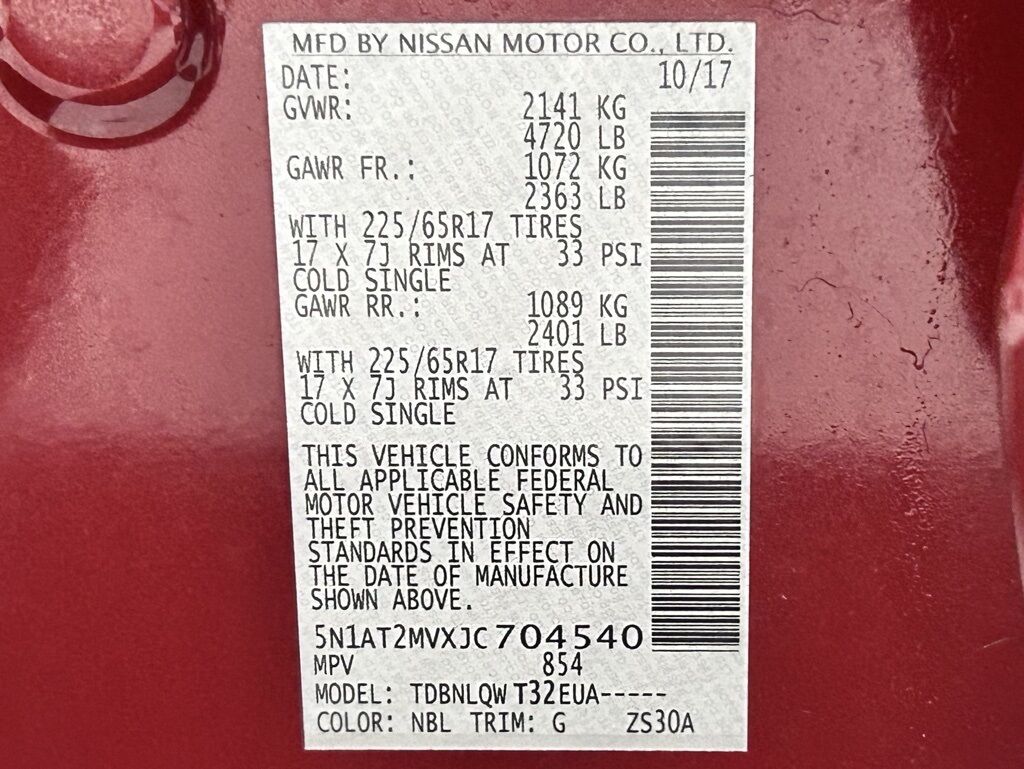 MFD BY NISSAN MOTOR CO., LTD.
DATE: 10/17
GVWR: 2141 KG
4720 LB
GAWR FR.: 1072 KG
2363 LB
WITH 225/65R17 TIRES
17 X 7J RIMS AT 33 PSI
COLD SINGLE
GAWR RR.: 1089 KG
2401 LB
WITH 225/65R17 TIRES
17 X 7J RIMS AT 33 PSI
COLD SINGLE
THIS VEHICLE CONFORMS TO
ALL APPLICABLE FEDERAL
MOTOR VEHICLE SAFETY AND
THEFT PREVENTION
STANDARDS IN EFFECT ON
THE DATE OF MANUFACTURE
SHOWN ABOVE.
5N1AT2MVXJC704540
MPV 854
MODEL: TDBNLQW T32EUA-----
COLOR: NBL TRIM: G ZS30A